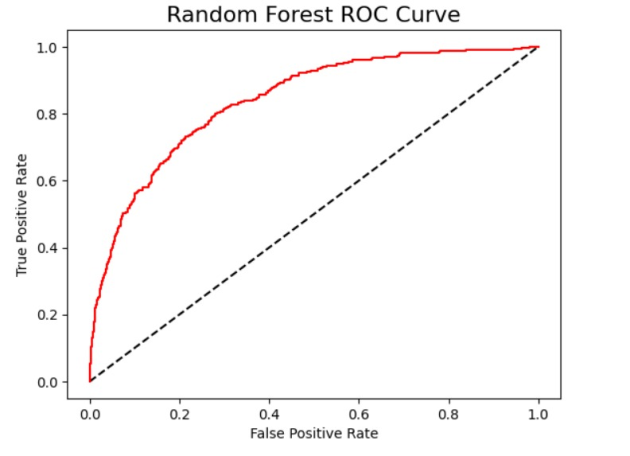 Random Forest ROC Curve
1.0
0.8
0.6
0.4
0.2
0.0
True Positive Rate
0.0 0.2 0.4 0.6 0.8 1.0
False Positive Rate